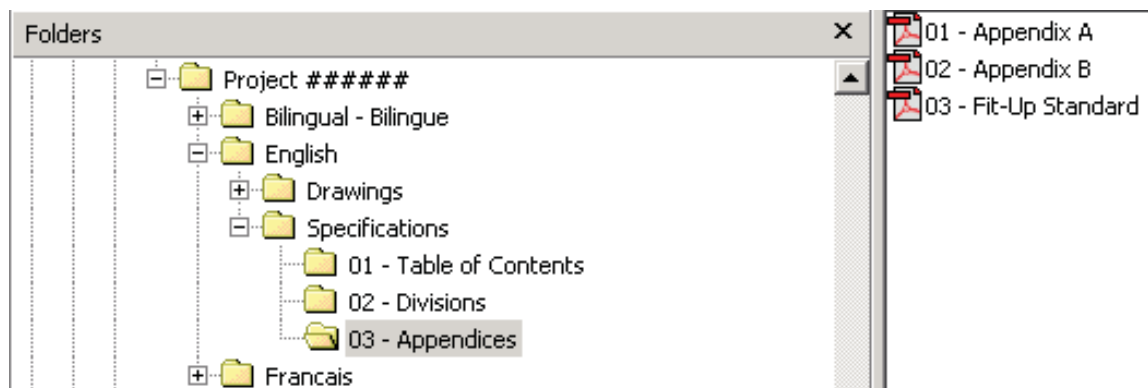 Folders
Project ######
Bilingual - Bilingue
English
Drawings
Specifications
01 - Table of Contents
02 - Divisions
03 - Appendices
Francais
01 - Appendix A
02 - Appendix B
03 - Fit-Up Standard